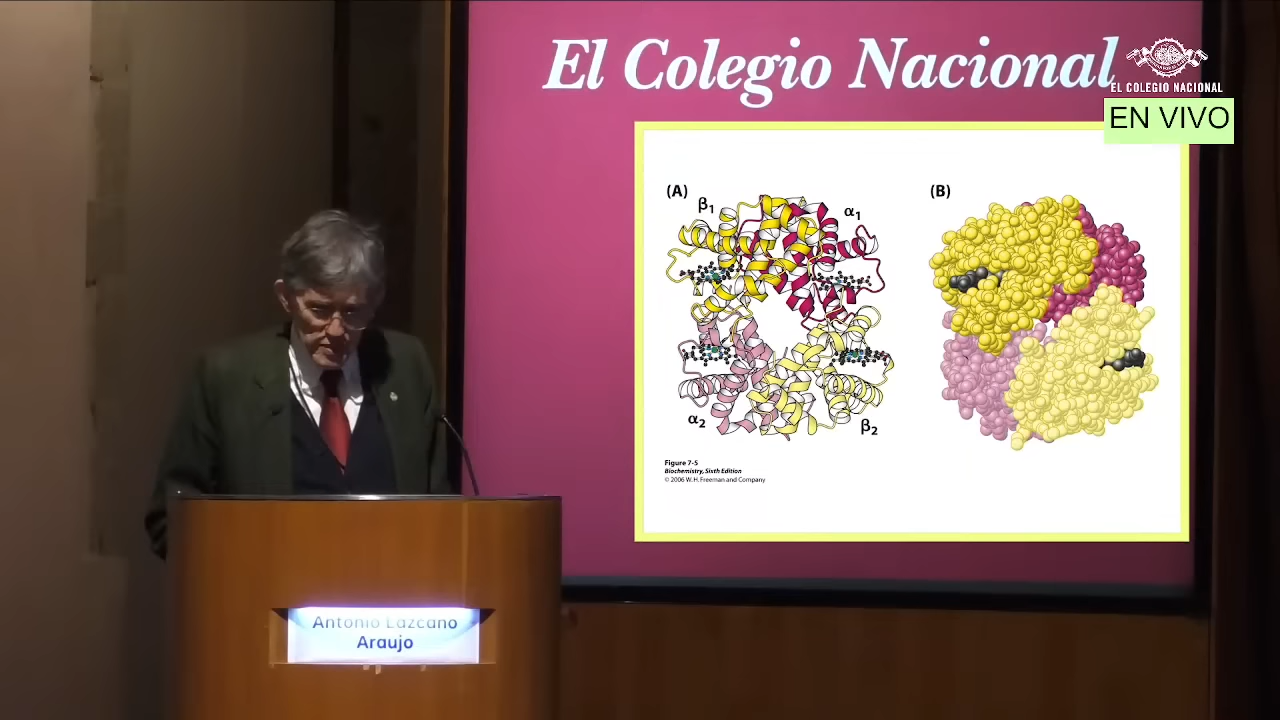 El Colegio Nacional
EL COLEGIO NACIONAL
EN VIVO
(A)
(B)
β1
α1
α2
β2
Figure 7-5
Biochemistry, Sixth Edition
© 2006 W. H. Freeman and Company
Antonio Lazcano
Araujo